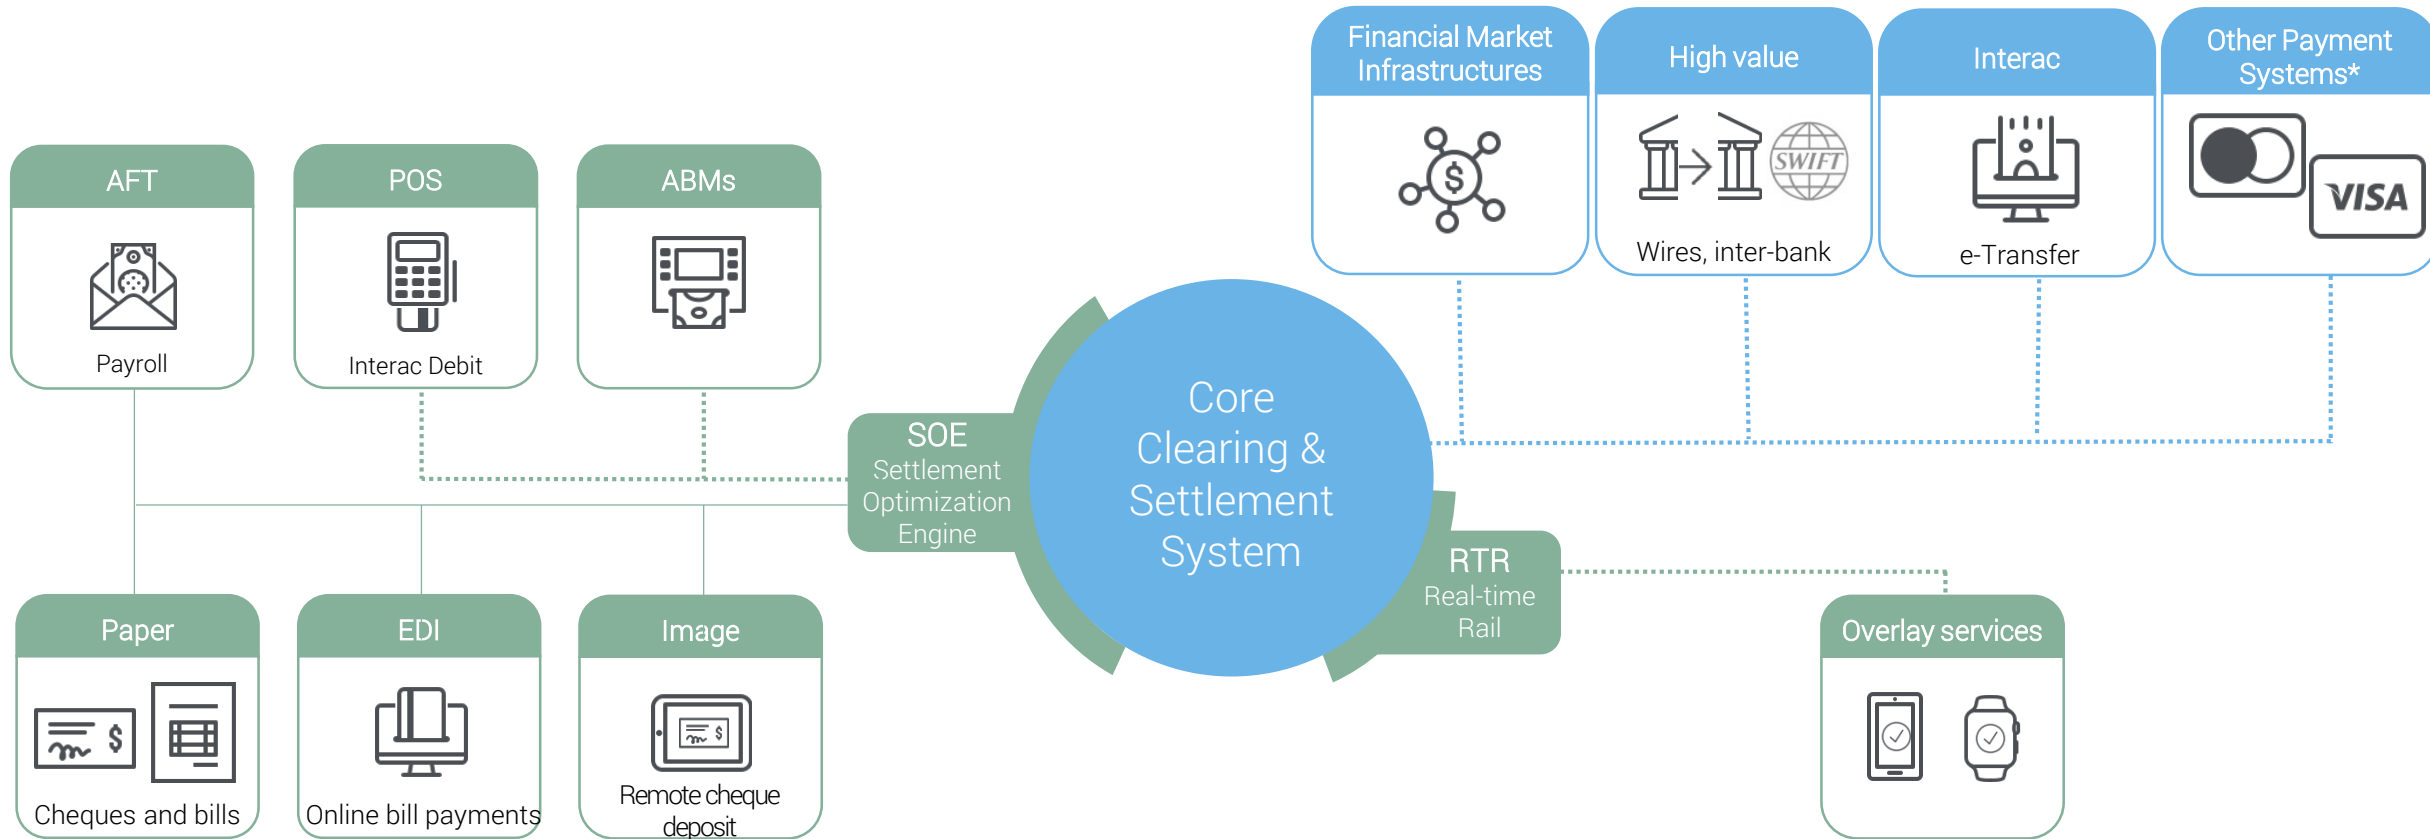 Financial Market
Infrastructures
High value
Interac
Other Payment
Systems*
SWIFT
VISA
Wires, inter-bank
e-Transfer
AFT
POS
ABMs
$
Payroll
Interac Debit
Core
Clearing &
Settlement
System
SOE
Settlement
Optimization
Engine
RTR
Real-time
Rail
Paper
EDI
Image
Overlay services
$
$
Cheques and bills
Online bill payments
Remote cheque
deposit